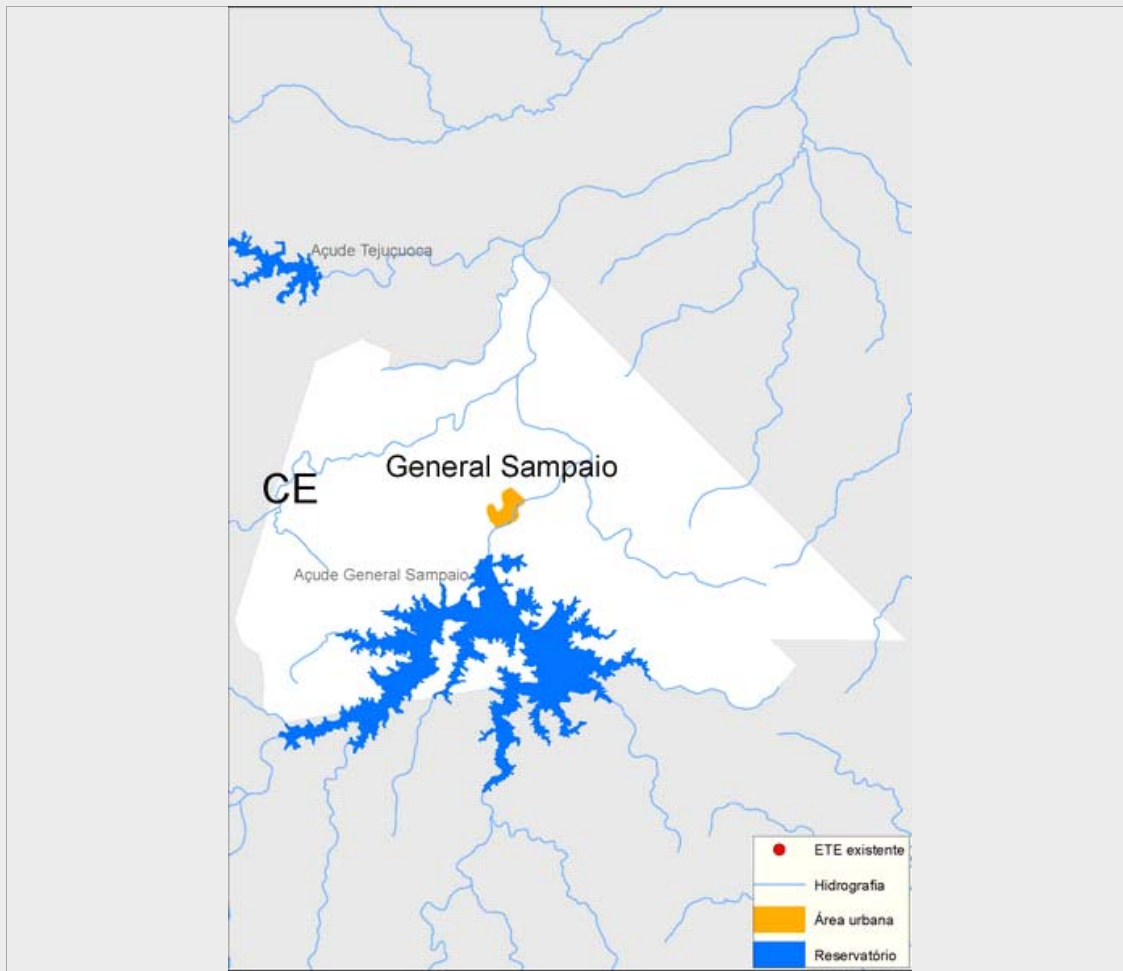 Açude Tejuçuoca
General Sampaio
CE
Açude General Sampaio
ETE existente
Hidrografia
Área urbana
Reservatório